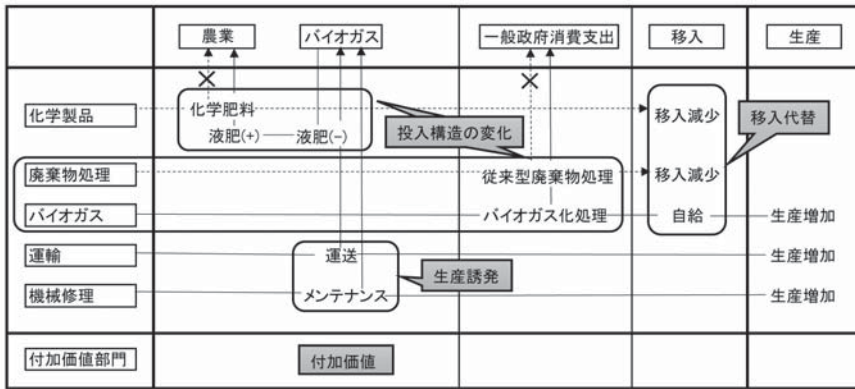 農業 バイオガス 一般政府消費支出 移入 生産
化学製品 化学肥料 移入減少
液肥(+) 液肥(-) 投入構造の変化 移入代替
廃棄物処理 従来型廃棄物処理 移入減少
バイオガス バイオガス化処理 自給 生産増加
運輸 運送 生産増加
生産誘発
機械修理 メンテナンス 生産増加
付加価値部門 付加価値